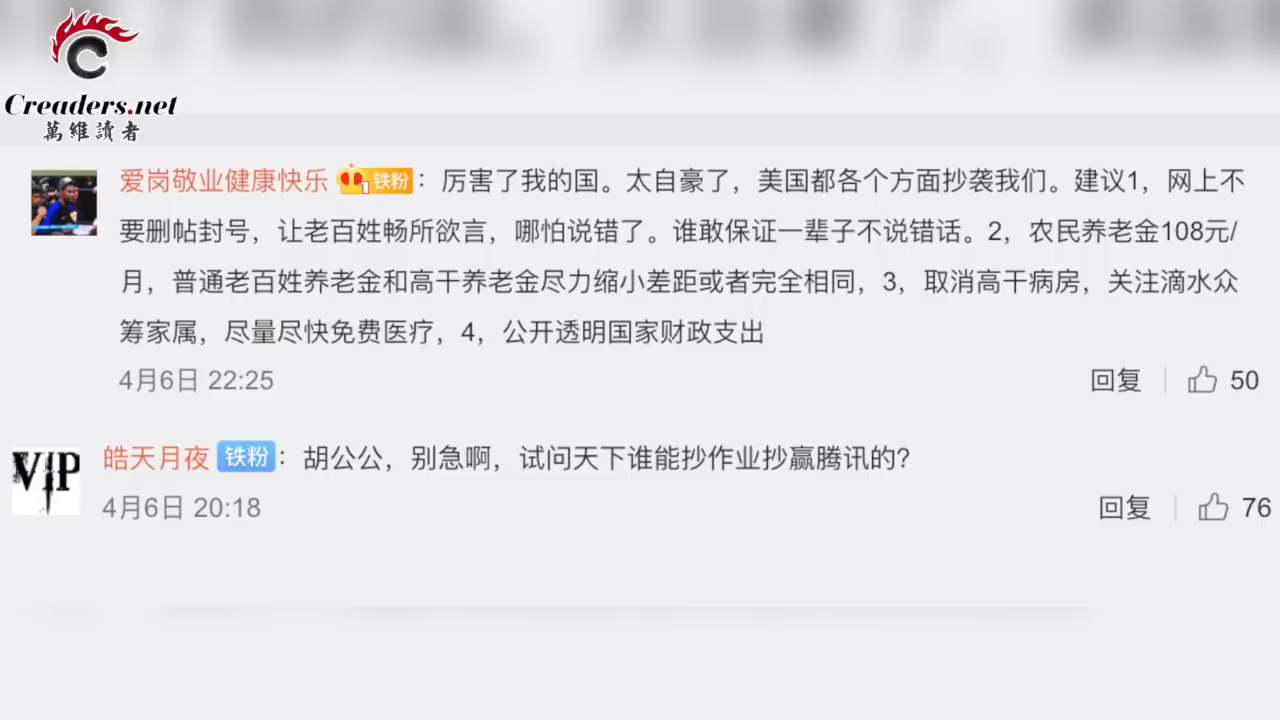 Creaders.net
萬維讀者
爱岗敬业健康快乐 1 铁粉：厉害了我的国。太自豪了，美国都各个方面抄袭我们。建议1，网上不
要删帖封号，让老百姓畅所欲言，哪怕说错了。谁敢保证一辈子不说错话。2，农民养老金108元/
月，普通老百姓养老金和高干养老金尽力缩小差距或者完全相同，3，取消高干病房，关注滴水众
筹家属，尽量尽快免费医疗，4，公开透明国家财政支出
4月6日 22:25 回复 50
VIP
皓天月夜 铁粉：胡公公，别急啊，试问天下谁能抄作业抄赢腾讯的?
4月6日 20:18 回复 76